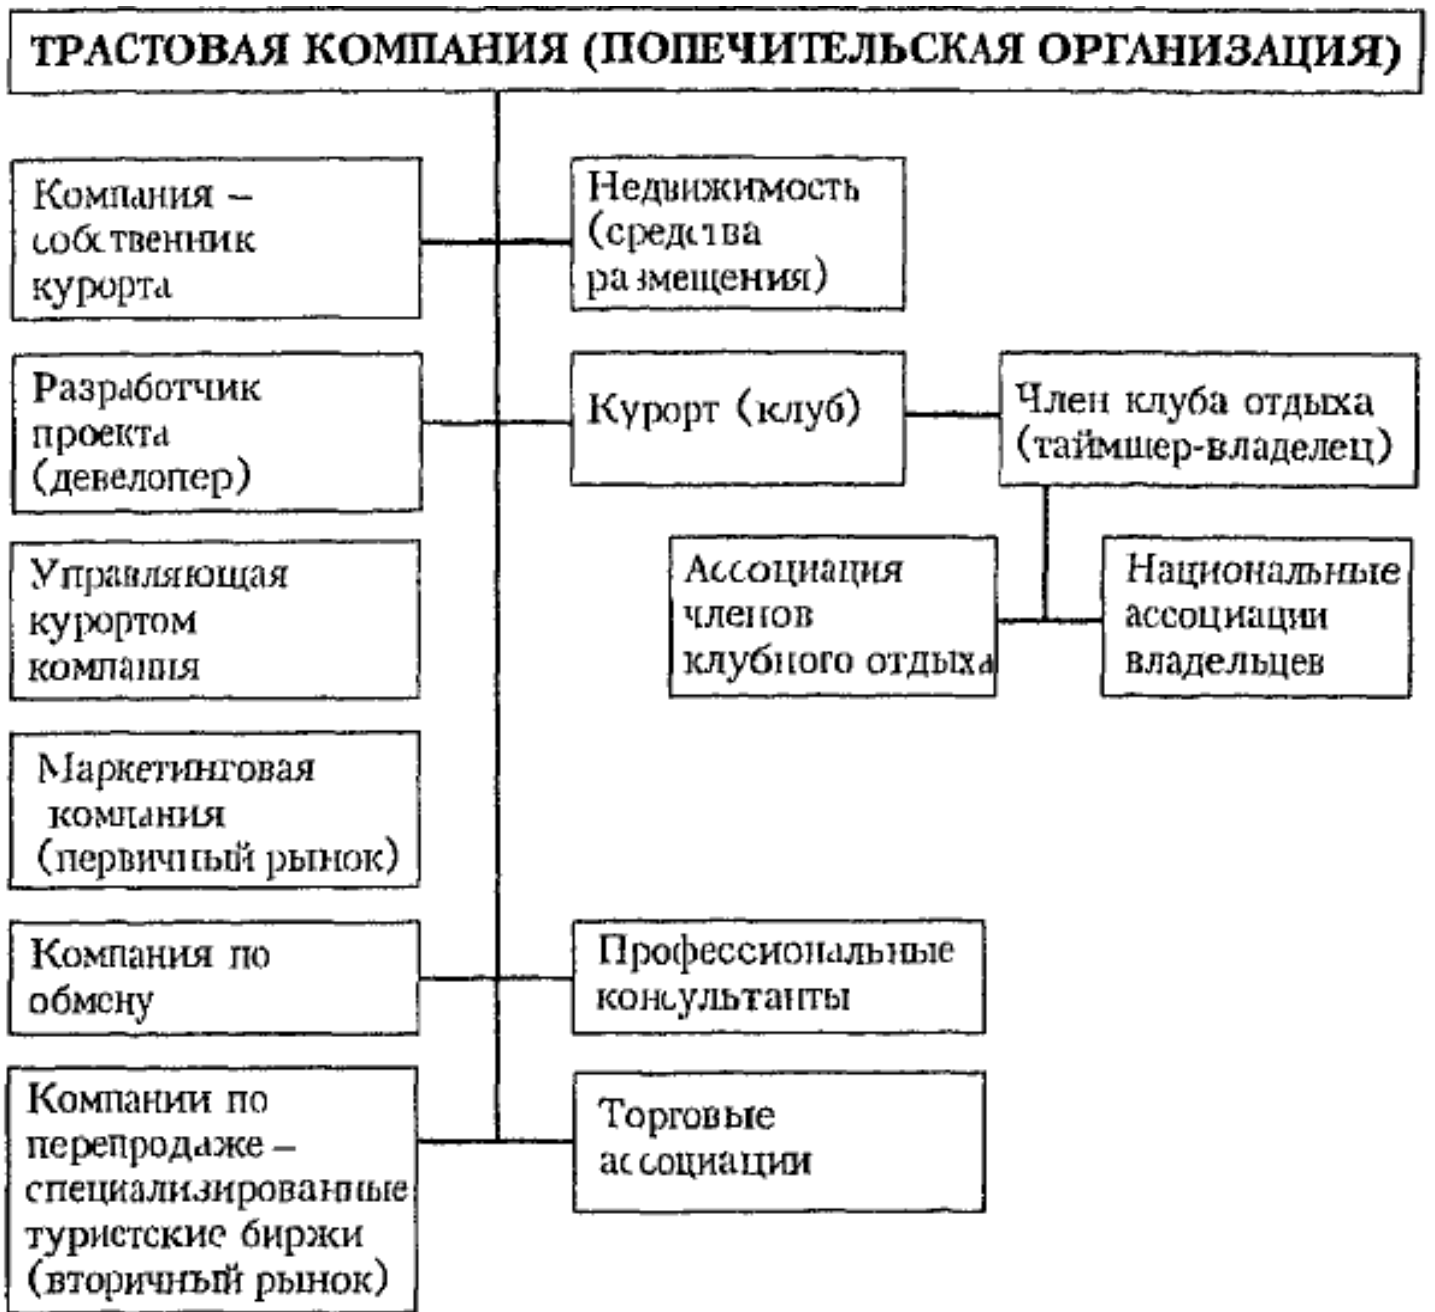 ТРАСТОВАЯ КОМПАНИЯ (ПОПЕЧИТЕЛЬСКАЯ ОРГАНИЗАЦИЯ)
Компания –
собственник
курорта
Недвижимость
(средства
размещения)
Разработчик
проекта
(девелопер)
Курорт (клуб)
Член клуба отдыха
(таймшер-владелец)
Управляющая
курортом
компания
Ассоциация
членов
клубного отдыха
Национальные
ассоциации
владельцев
Маркетинговая
компания
(первичный рынок)
Компания по
обмену
Профессиональные
консультанты
Компании по
перепродаже –
специализированные
туристские биржи
(вторичный рынок)
Торговые
ассоциации